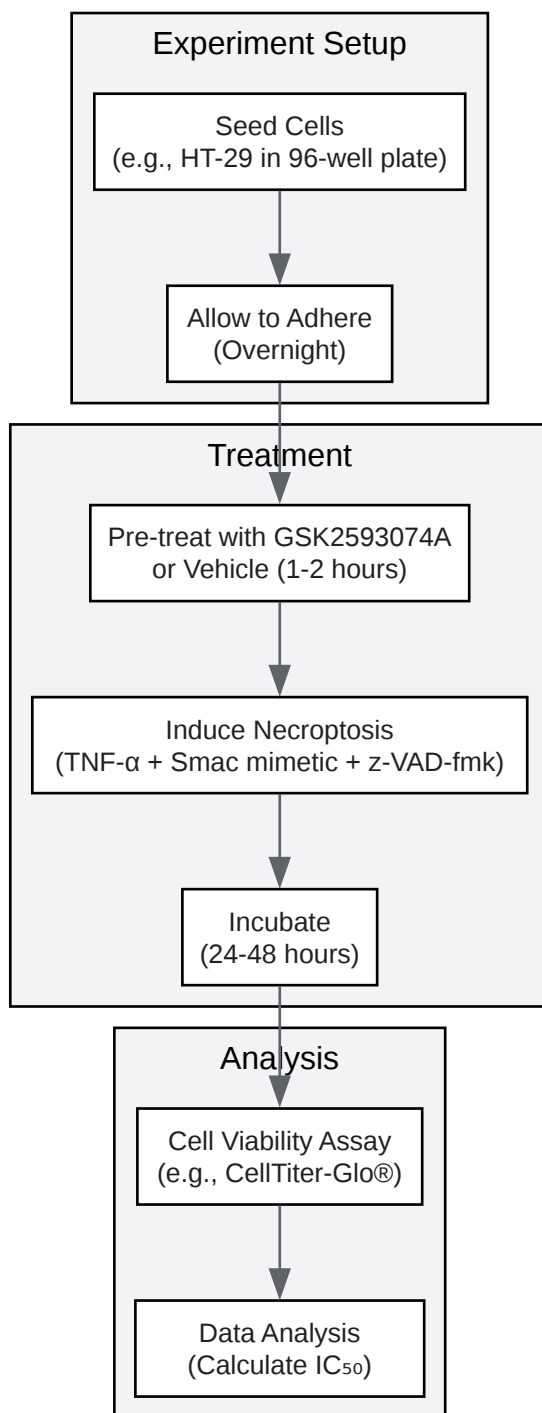 Experiment Setup
Seed Cells
(e.g., HT-29 in 96-well plate)
Allow to Adhere
(Overnight)
Treatment
Pre-treat with GSK2593074A
or Vehicle (1-2 hours)
Induce Necroptosis
(TNF-α + Smac mimetic + z-VAD-fmk)
Incubate
(24-48 hours)
Analysis
Cell Viability Assay
(e.g., CellTiter-Glo®)
Data Analysis
(Calculate IC₅₀)